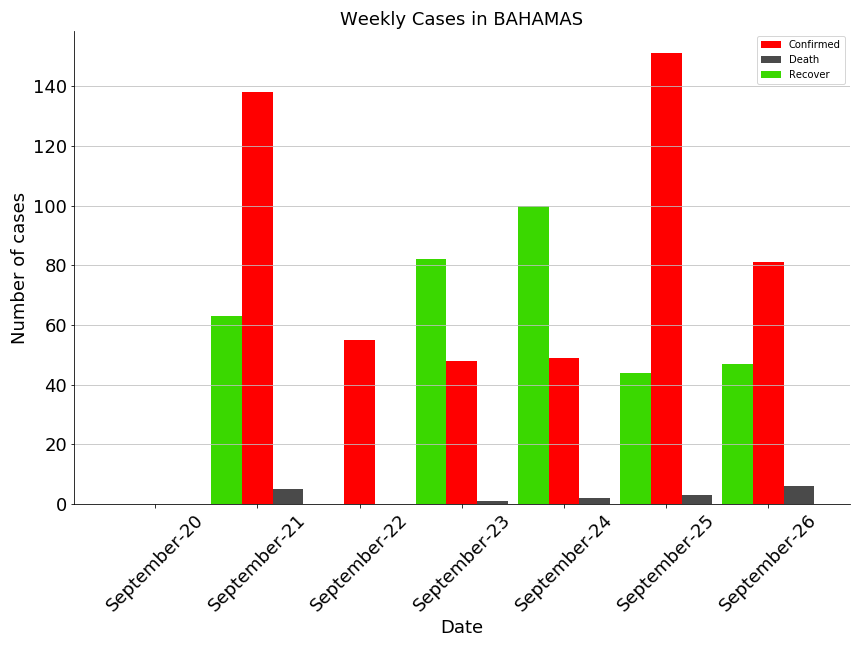 Weekly Cases in BAHAMAS
Confirmed
Death
Recover
Number of cases
140
120
100
80
60
40
20
0
September-20
September-21
September-22
September-23
September-24
September-25
September-26
Date